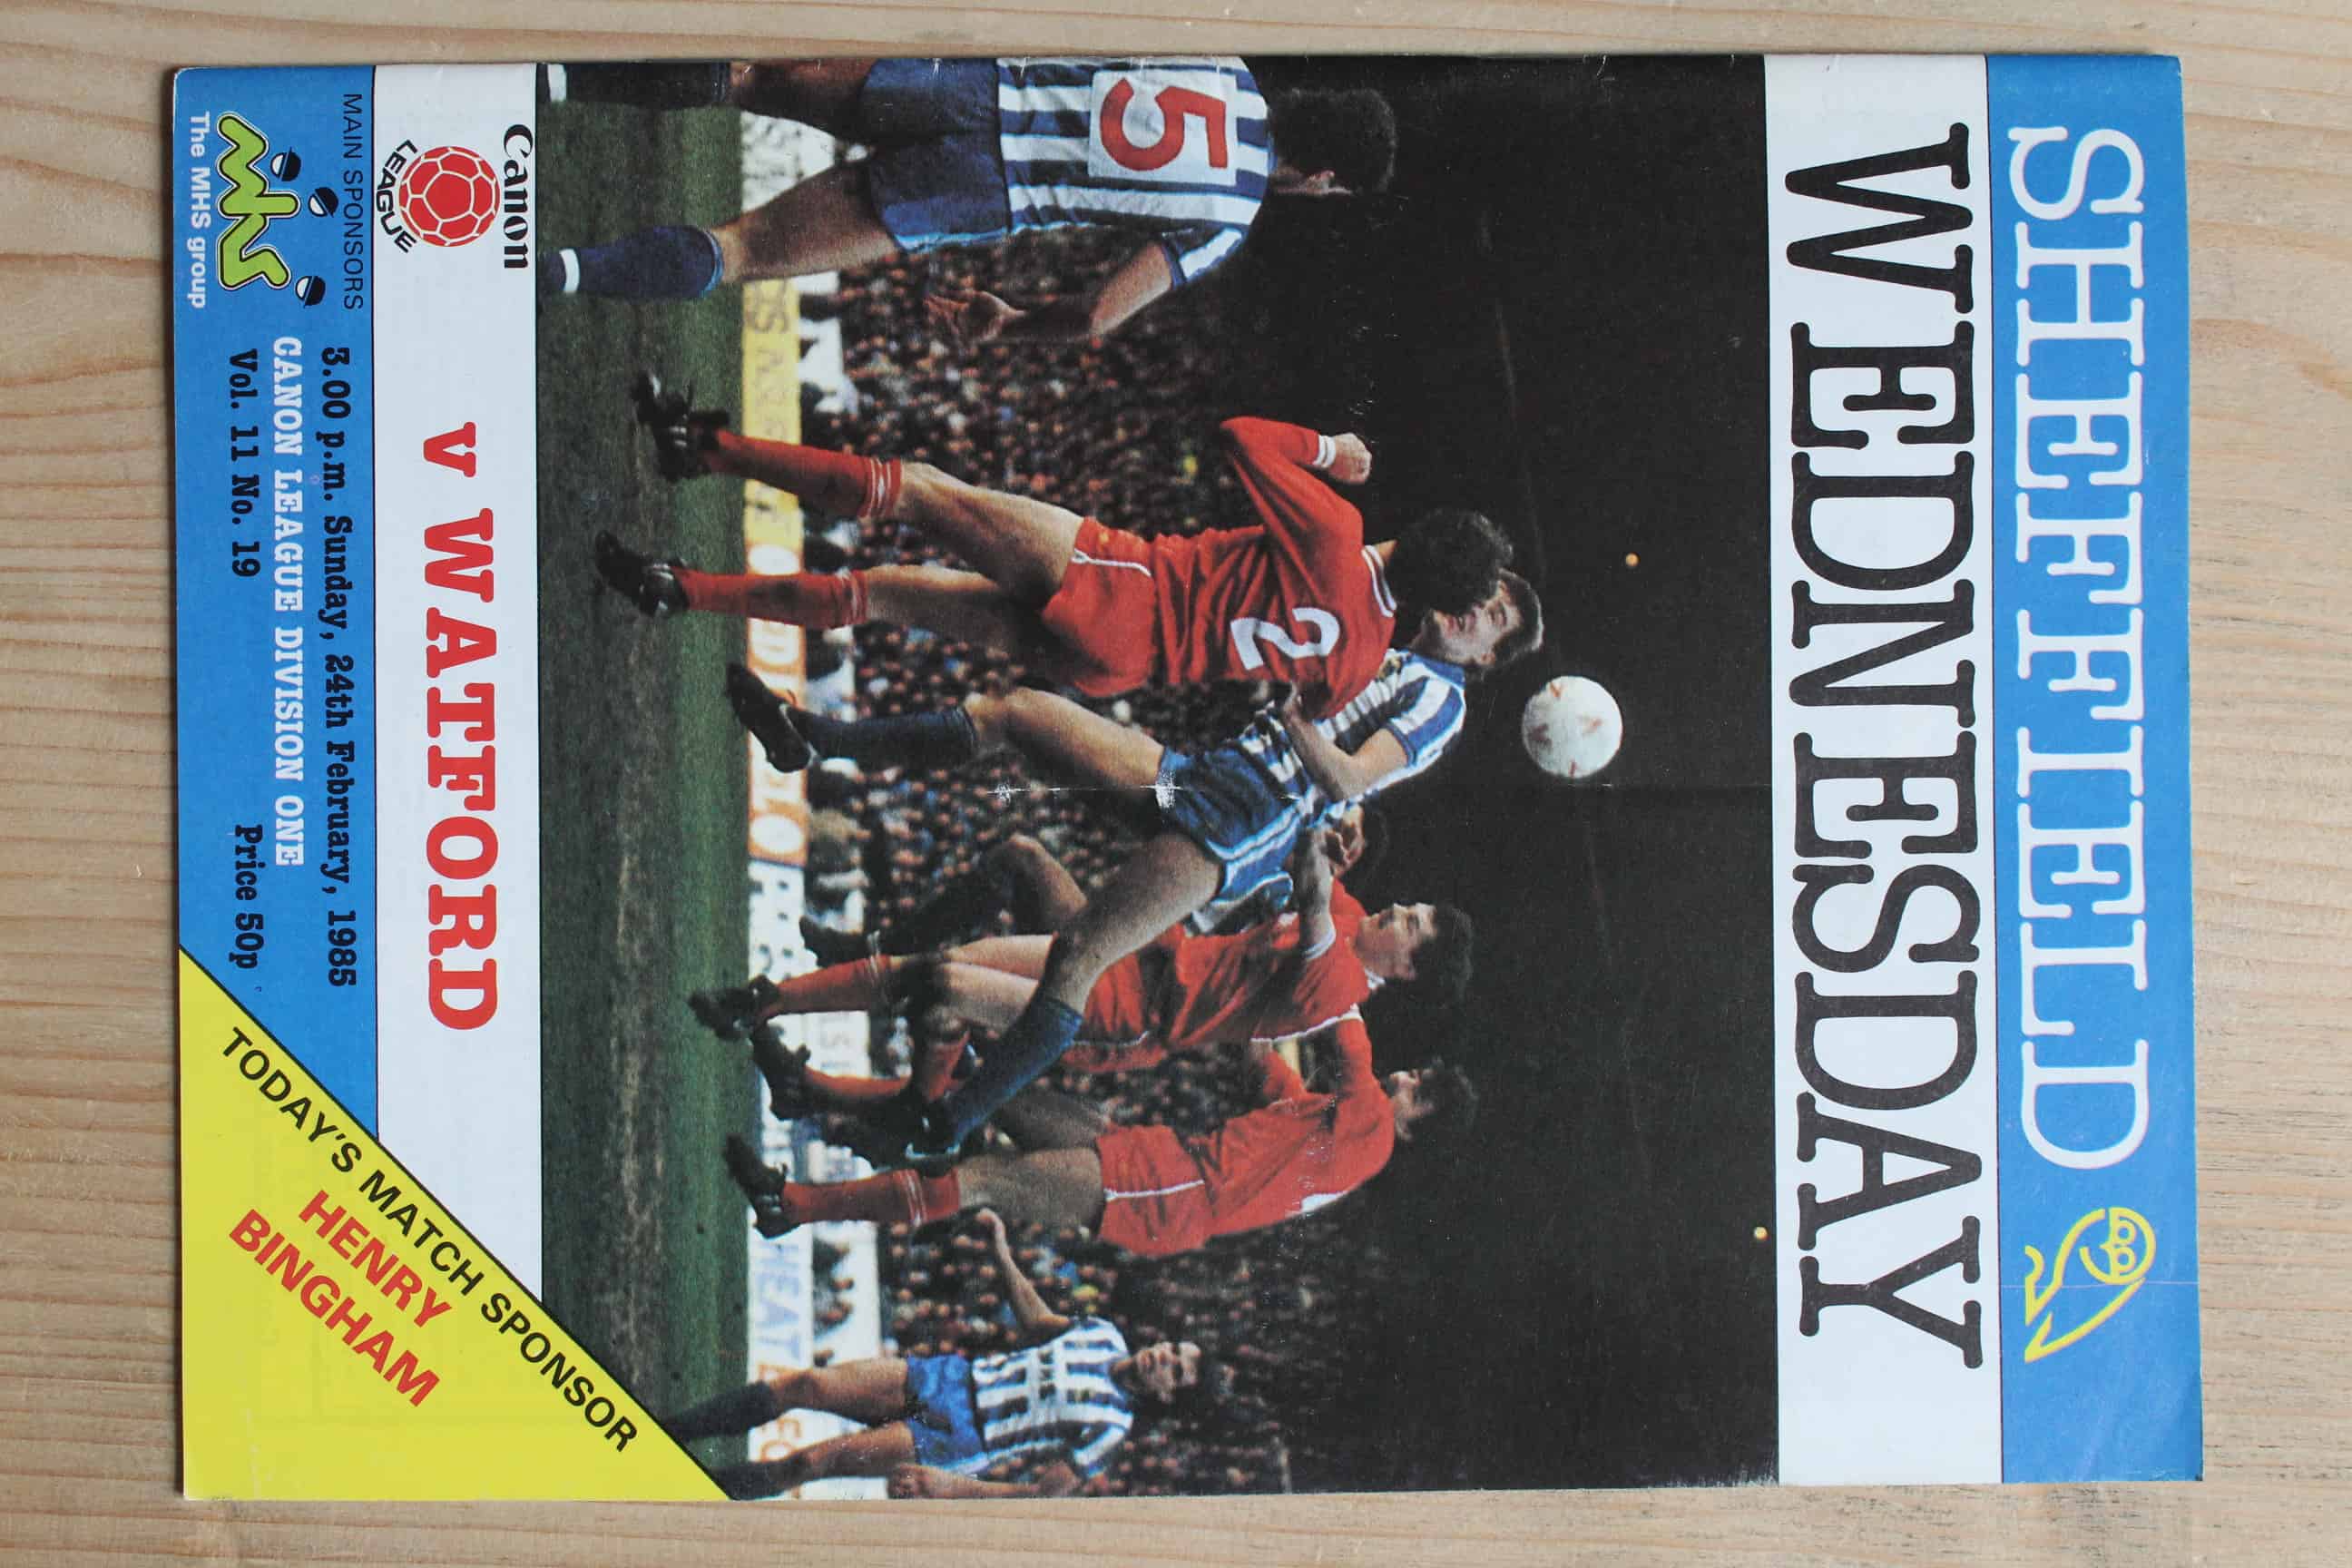 SHEFFIELD
WEDNESDAY
5
2
Canon
LEAGUE
v WATFORD
MAIN SPONSORS
mhs
The MHS group
3.00 p.m. Sunday, 24th February, 1985
CANON LEAGUE DIVISION ONE
Vol. 11 No. 19
Price 50p
TODAY'S MATCH SPONSOR
HENRY
BINGHAM